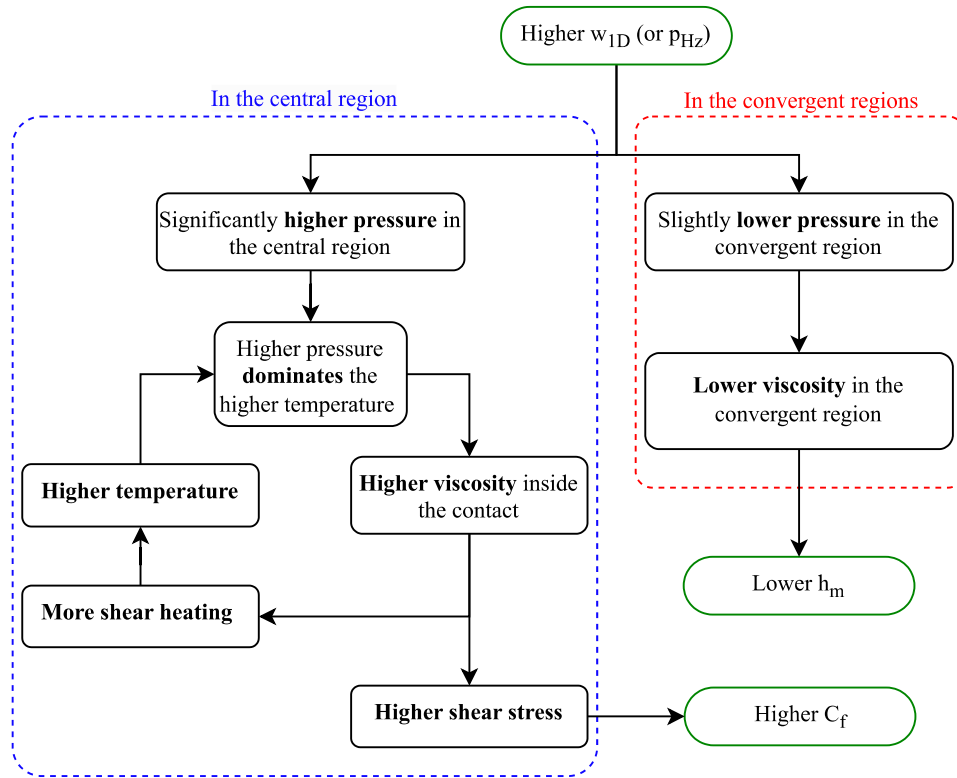 Higher w1D (or pHz)
In the central region
In the convergent regions
Significantly higher pressure in
the central region
Slightly lower pressure in the
convergent region
Higher pressure
dominates the
higher temperature
Lower viscosity in the
convergent region
Higher temperature
Higher viscosity inside
the contact
Lower hm
More shear heating
Higher shear stress
Higher Cf